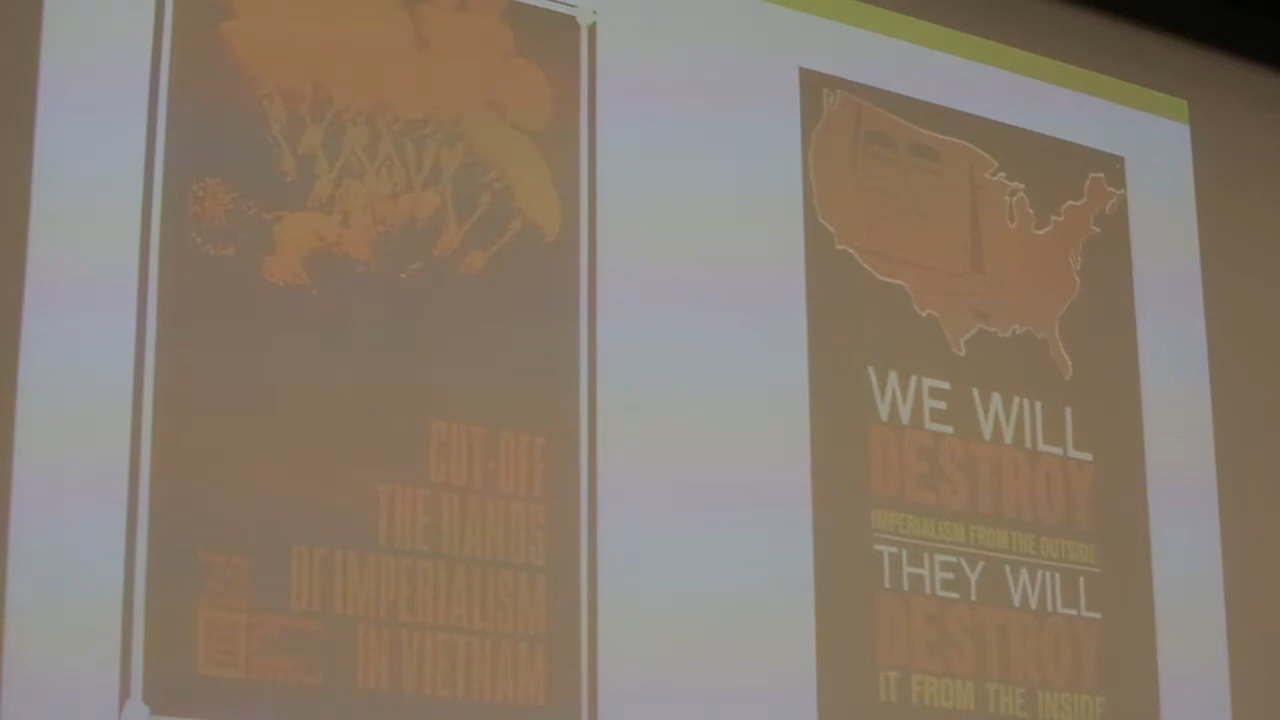 CUT-OFF
THE HANDS
OF IMPERIALISM
IN VIETNAM
WE WILL
DESTROY
IMPERIALISM FROM THE OUTSIDE
THEY WILL
DESTROY
IT FROM THE INSIDE